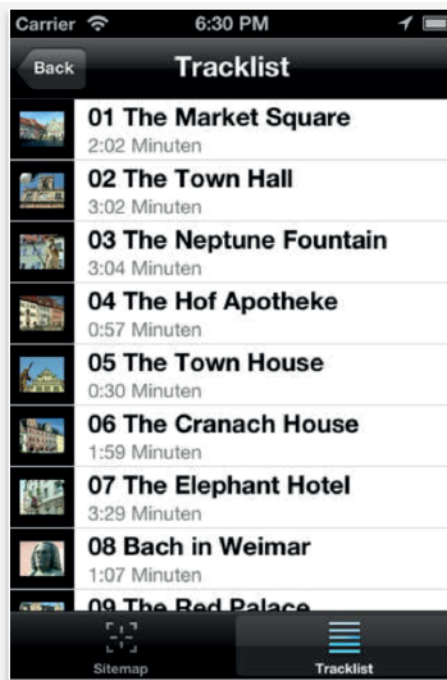 Carrier 6:30 PM
Back Tracklist
01 The Market Square
2:02 Minuten
02 The Town Hall
3:02 Minuten
03 The Neptune Fountain
3:04 Minuten
04 The Hof Apotheke
0:57 Minuten
05 The Town House
0:30 Minuten
06 The Cranach House
1:59 Minuten
07 The Elephant Hotel
3:29 Minuten
08 Bach in Weimar
1:07 Minuten
09 The Red Palace
Sitemap Tracklist